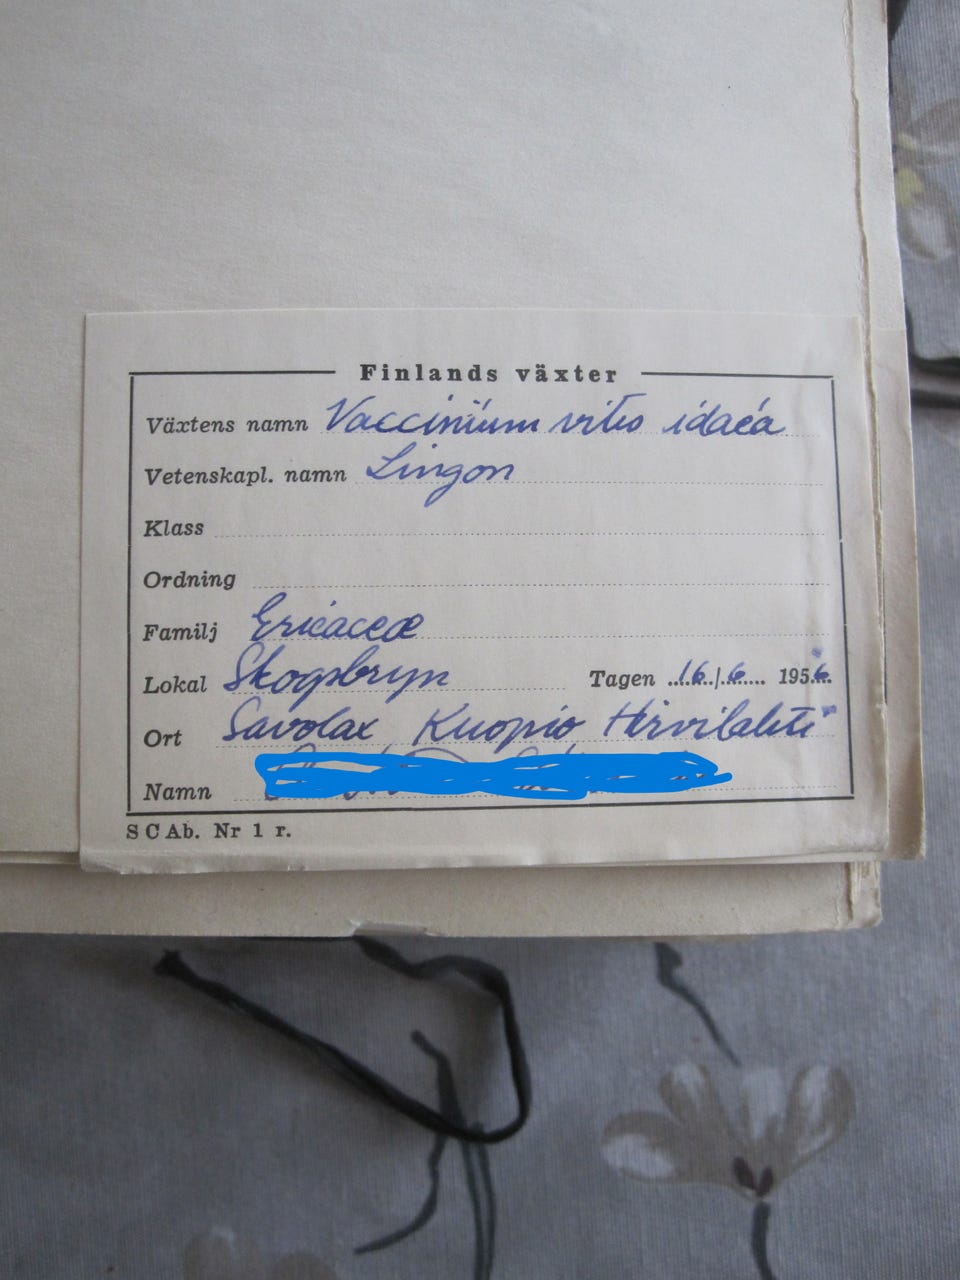 Finlands växter
Växtens namn Vaccinium vitis idaéa
Vetenskapl. namn Lingon
Klass
Ordning
Familj Ericaceæ
Lokal Skogsbryn Tagen 16/6 1956.
Ort Savolax Kuopio Hirvilahti
Namn
SCAb. Nr 1 r.